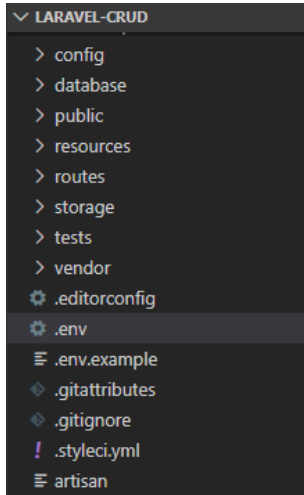 LARAVEL-CRUD
config
database
public
resources
routes
storage
tests
vendor
.editorconfig
.env
.env.example
.gitattributes
.gitignore
.styleci.yml
artisan